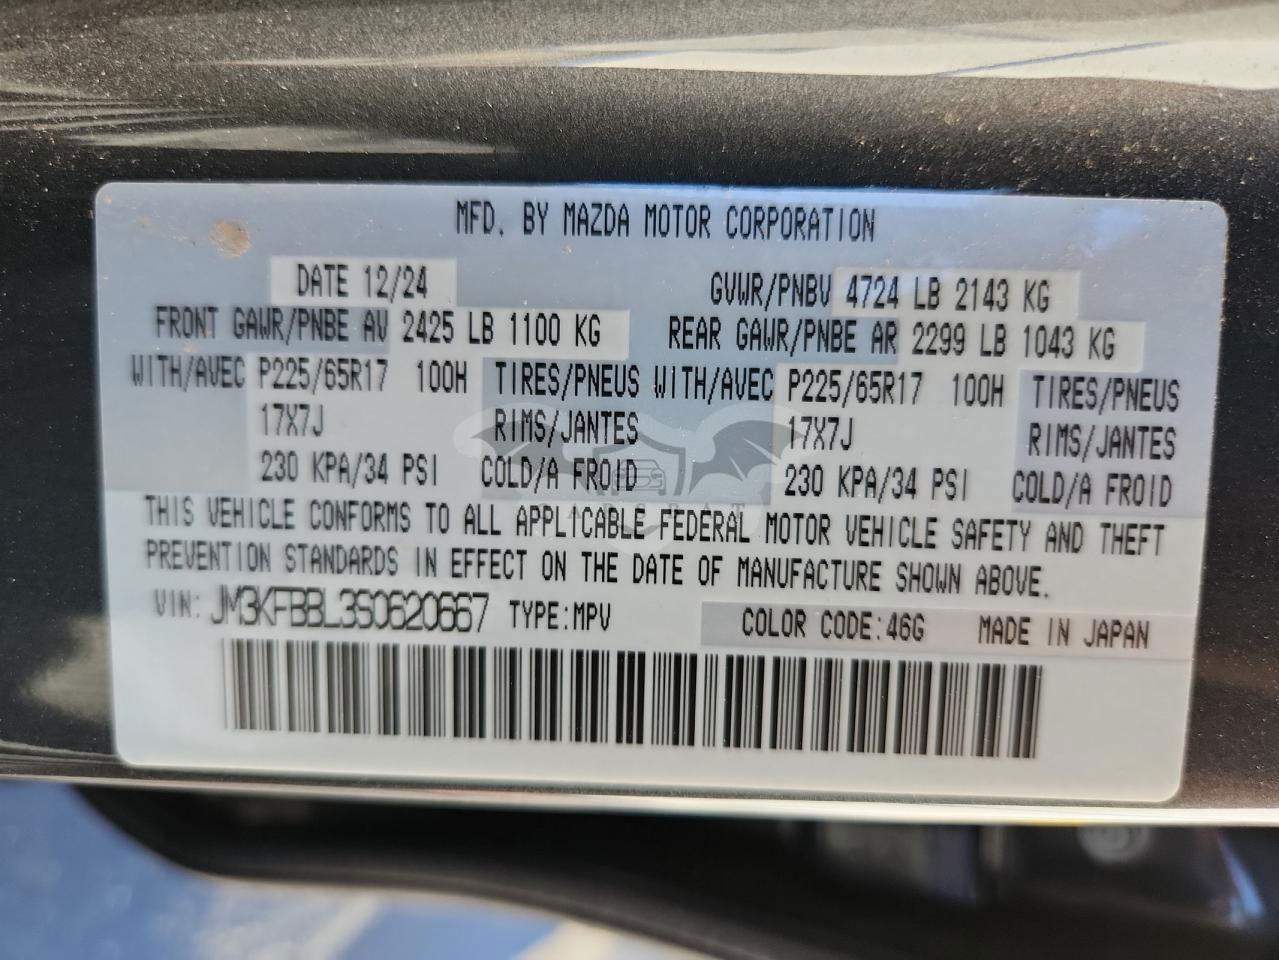 MFD. BY MAZDA MOTOR CORPORATION
DATE 12/24 GVWR/PNBV 4724 LB 2143 KG
FRONT GAWR/PNBE AV 2425 LB 1100 KG REAR GAWR/PNBE AR 2299 LB 1043 KG
WITH/AVEC P225/65R17 100H TIRES/PNEUS WITH/AVEC P225/65R17 100H TIRES/PNEUS
17X7J RIMS/JANTES 17X7J RIMS/JANTES
230 KPA/34 PSI COLD/A FROID 230 KPA/34 PSI COLD/A FROID
THIS VEHICLE CONFORMS TO ALL APPLICABLE FEDERAL MOTOR VEHICLE SAFETY AND THEFT
PREVENTION STANDARDS IN EFFECT ON THE DATE OF MANUFACTURE SHOWN ABOVE.
VIN: JM3KFBBL3S0620667 TYPE:MPV COLOR CODE:46G MADE IN JAPAN